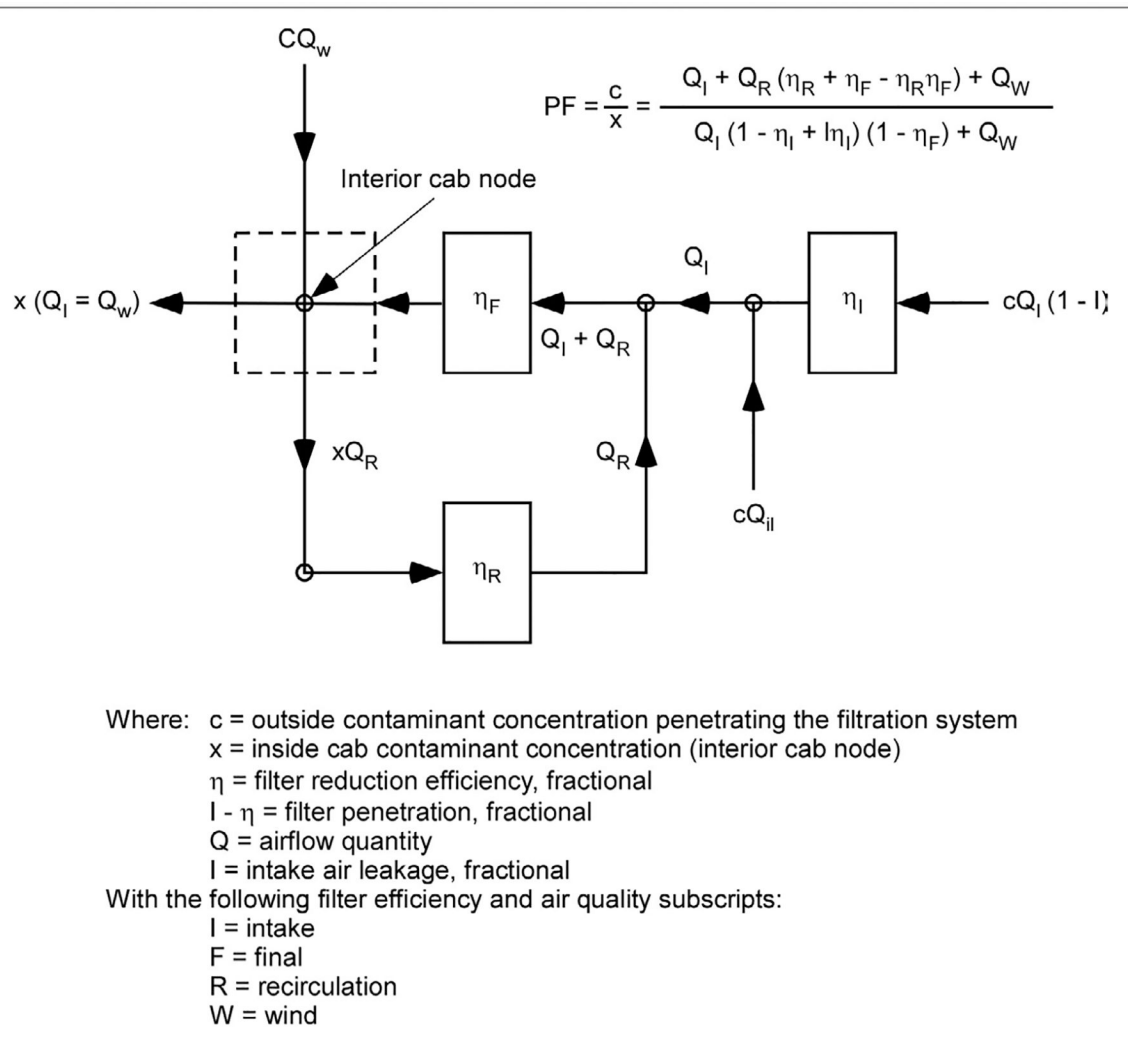 CQ_w
PF = c/x = (Q_I + Q_R (η_R + η_F - η_Rη_F) + Q_W) / (Q_I (1 - η_I + lη_I) (1 - η_F) + Q_W)
Interior cab node
x (Q_I = Q_w)
η_F
Q_I
η_I
cQ_I (1 - l)
Q_I + Q_R
xQ_R
Q_R
cQ_il
η_R
Where: c = outside contaminant concentration penetrating the filtration system
x = inside cab contaminant concentration (interior cab node)
η = filter reduction efficiency, fractional
l - η = filter penetration, fractional
Q = airflow quantity
l = intake air leakage, fractional
With the following filter efficiency and air quality subscripts:
I = intake
F = final
R = recirculation
W = wind